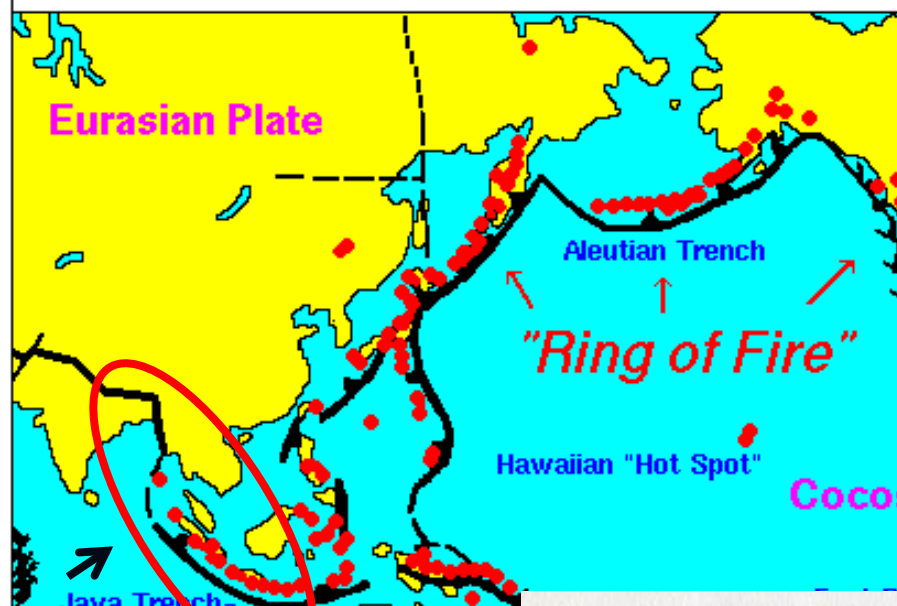 Eurasian Plate
Aleutian Trench
"Ring of Fire"
Hawaiian "Hot Spot"
Coco
Java Trench